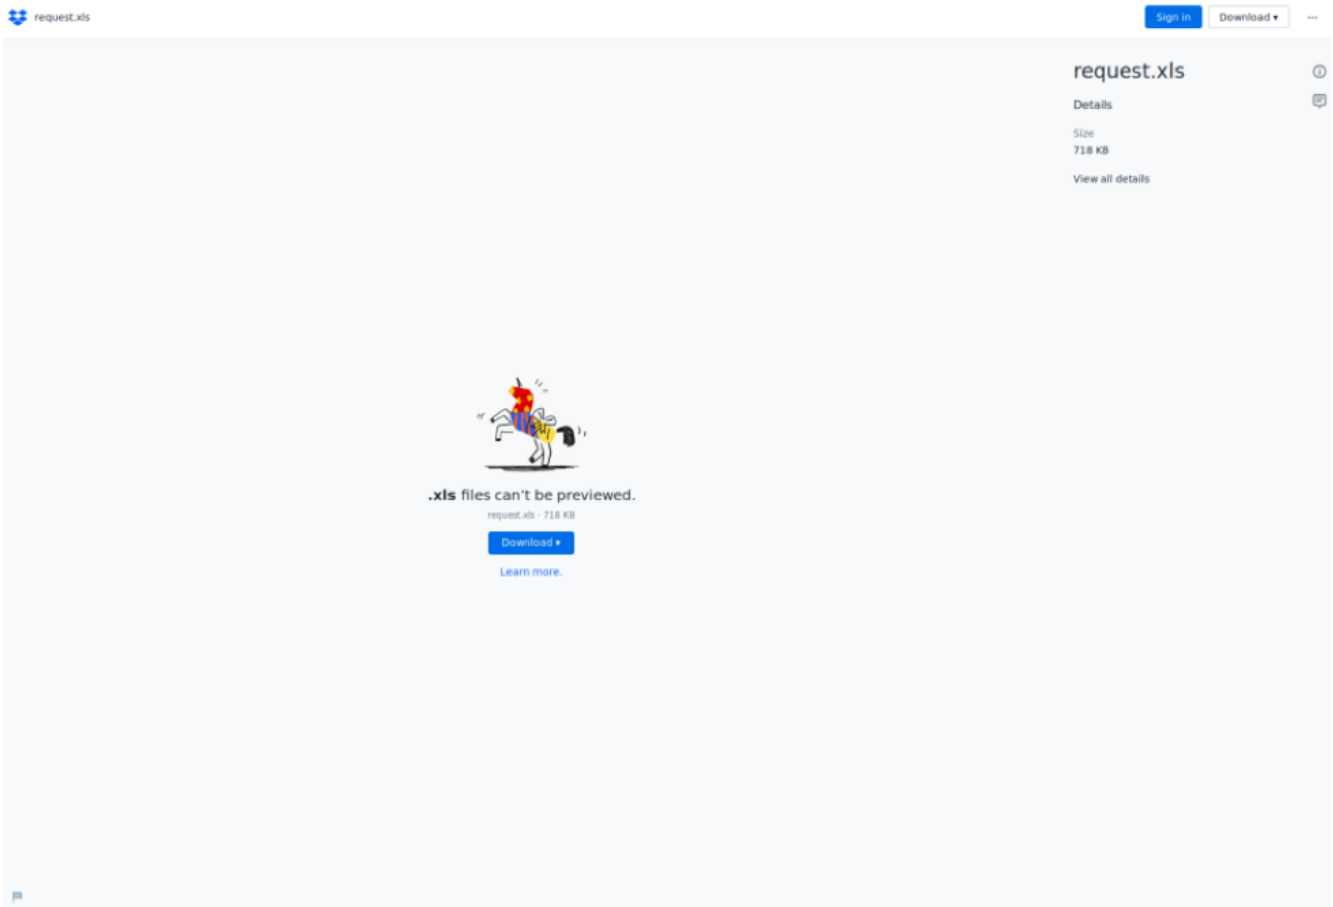 request.xls
Sign in
Download ▾
request.xls
Details
Size
718 KB
View all details
.xls files can't be previewed.
request.xls · 718 KB
Download ▾
Learn more.